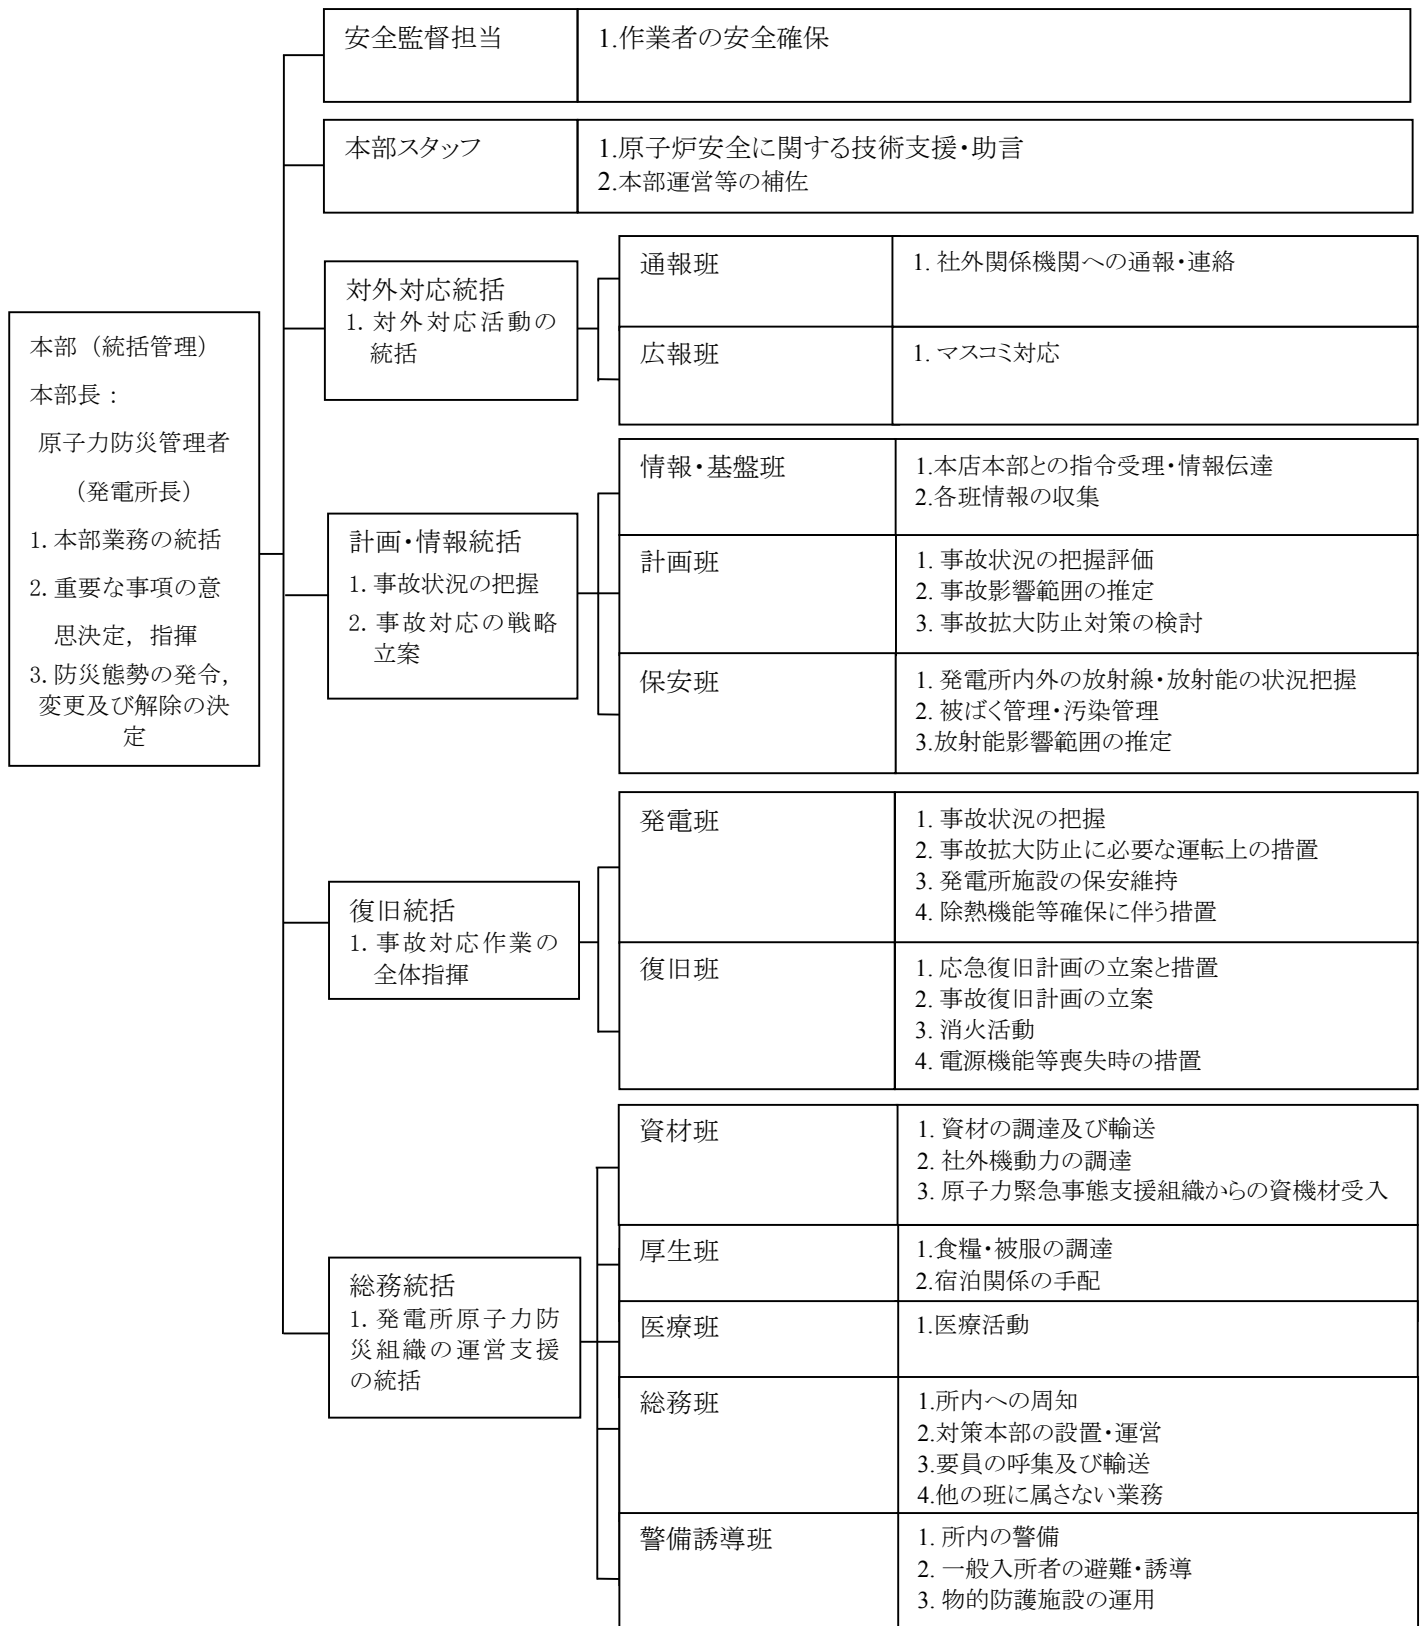 安全監督担当
1.作業者の安全確保
本部スタッフ
1.原子炉安全に関する技術支援・助言
2.本部運営等の補佐
本部（統括管理）
本部長：
原子力防災管理者
（発電所長）
1. 本部業務の統括
2. 重要な事項の意
思決定，指揮
3. 防災態勢の発令，
変更及び解除の決
定
対外対応統括
1. 対外対応活動の
統括
通報班
1. 社外関係機関への通報・連絡
広報班
1. マスコミ対応
計画・情報統括
1. 事故状況の把握
2. 事故対応の戦略
立案
情報・基盤班
1.本店本部との指令受理・情報伝達
2.各班情報の収集
計画班
1. 事故状況の把握評価
2. 事故影響範囲の推定
3. 事故拡大防止対策の検討
保安班
1. 発電所内外の放射線・放射能の状況把握
2. 被ばく管理・汚染管理
3.放射能影響範囲の推定
復旧統括
1. 事故対応作業の
全体指揮
発電班
1. 事故状況の把握
2. 事故拡大防止に必要な運転上の措置
3. 発電所施設の保安維持
4. 除熱機能等確保に伴う措置
復旧班
1. 応急復旧計画の立案と措置
2. 事故復旧計画の立案
3. 消火活動
4. 電源機能等喪失時の措置
総務統括
1. 発電所原子力防
災組織の運営支援
の統括
資材班
1. 資材の調達及び輸送
2. 社外機動力の調達
3. 原子力緊急事態支援組織からの資機材受入
厚生班
1.食糧・被服の調達
2.宿泊関係の手配
医療班
1.医療活動
総務班
1.所内への周知
2.対策本部の設置・運営
3.要員の呼集及び輸送
4.他の班に属さない業務
警備誘導班
1. 所内の警備
2. 一般入所者の避難・誘導
3. 物的防護施設の運用